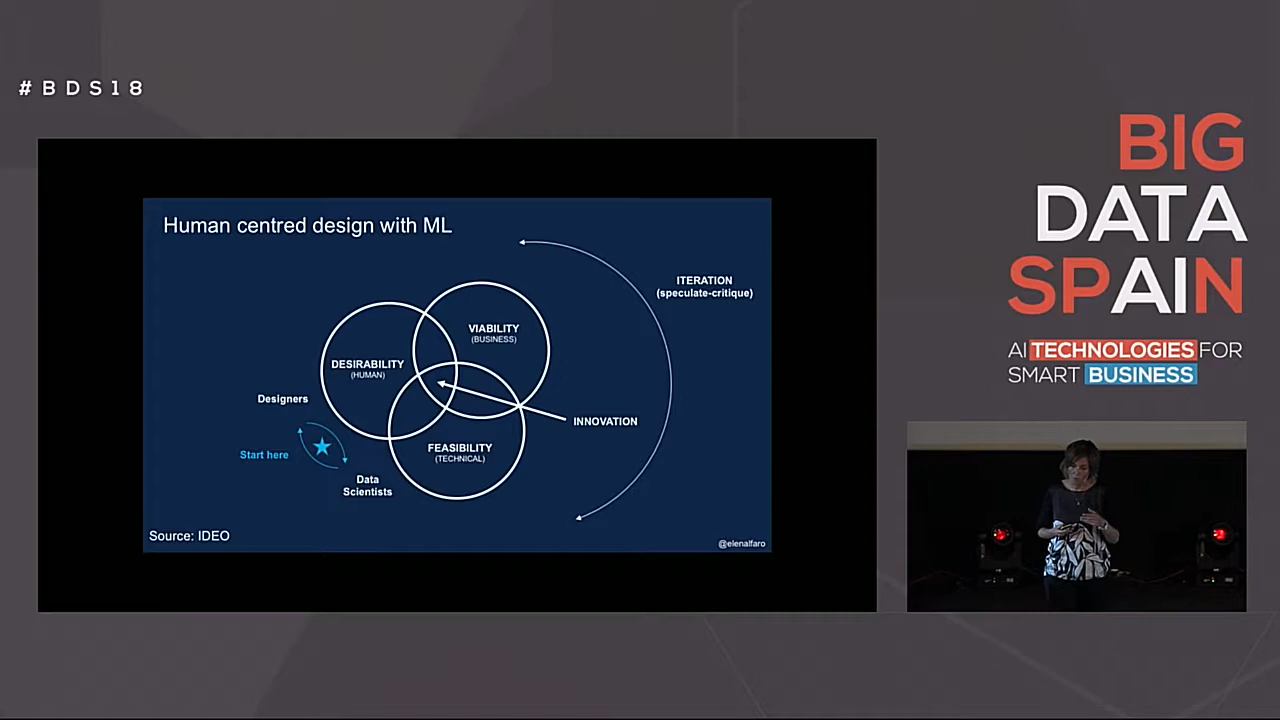 #BDS18
Human centred design with ML
ITERATION
(speculate-critique)
VIABILITY
(BUSINESS)
DESIRABILITY
(HUMAN)
Designers
INNOVATION
FEASIBILITY
(TECHNICAL)
Start here
Data
Scientists
Source: IDEO
@elenalfaro
BIG
DATA
SPAIN
AI TECHNOLOGIES FOR
SMART BUSINESS